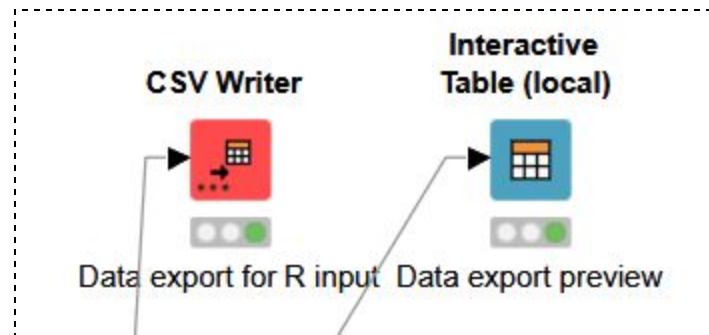 CSV Writer
Interactive
Table (local)
Data export for R input
Data export preview